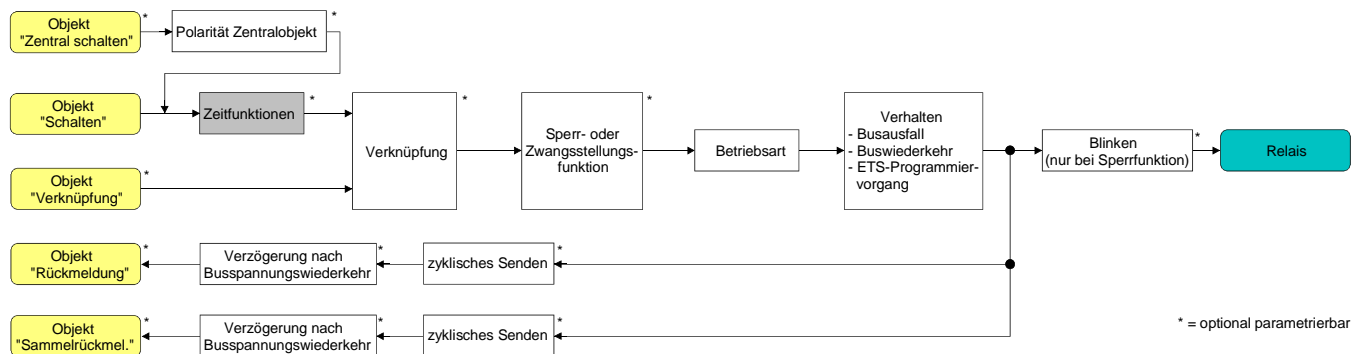 Objekt
"Zentral schalten"
*
Polarität Zentralobjekt
*
Objekt
"Schalten"
Zeitfunktionen
*
Objekt
"Verknüpfung"
*
Verknüpfung
*
Sperr- oder
Zwangsstellungs-
funktion
*
Betriebsart
Verhalten
- Busausfall
- Buswiederkehr
- ETS-Programmier-
vorgang
Blinken
(nur bei Sperrfunktion)
*
Relais
Objekt
"Rückmeldung"
*
Verzögerung nach
Busspannungswiederkehr
*
zyklisches Senden
*
Objekt
"Sammelrückmel."
*
Verzögerung nach
Busspannungswiederkehr
*
zyklisches Senden
*
* = optional parametrierbar